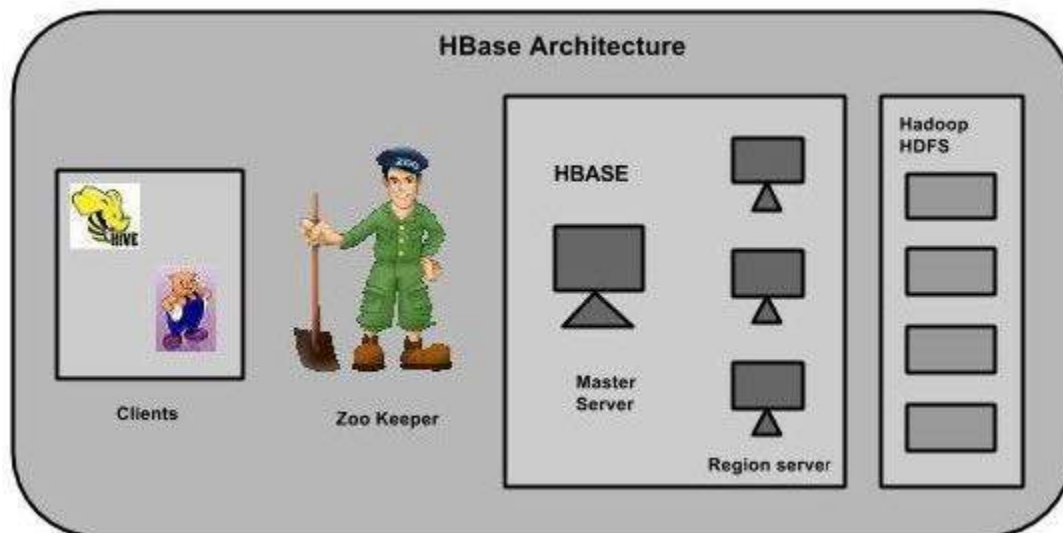 HBase Architecture
HIVE
Clients
ZOO
Zoo Keeper
HBASE
Master
Server
Region server
Hadoop
HDFS